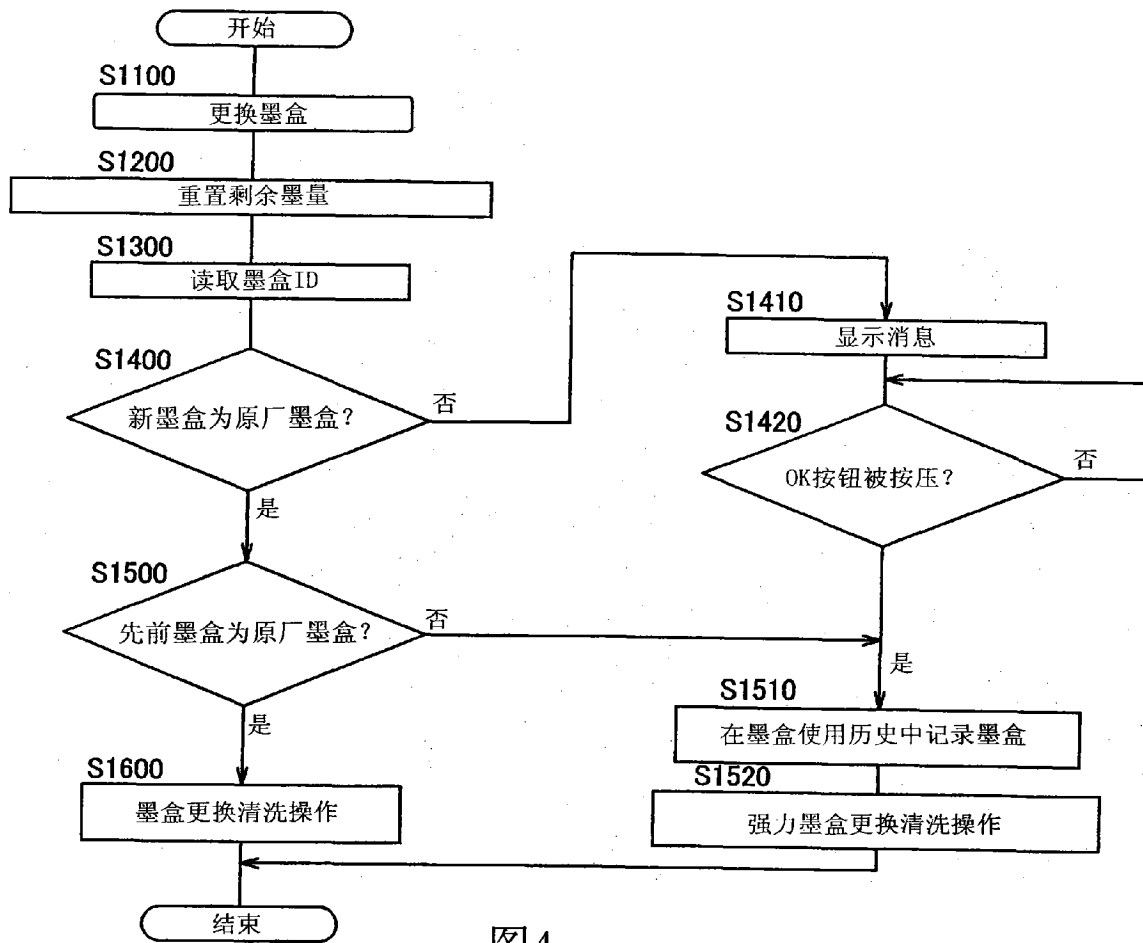 开始
S1100
更换墨盒
S1200
重置剩余墨量
S1300
读取墨盒ID
S1400
新墨盒为原厂墨盒?
否
是
S1410
显示消息
S1420
OK按钮被按压?
否
是
S1500
先前墨盒为原厂墨盒?
否
是
S1510
在墨盒使用历史中记录墨盒
S1520
强力墨盒更换清洗操作
S1600
墨盒更换清洗操作
结束
图4